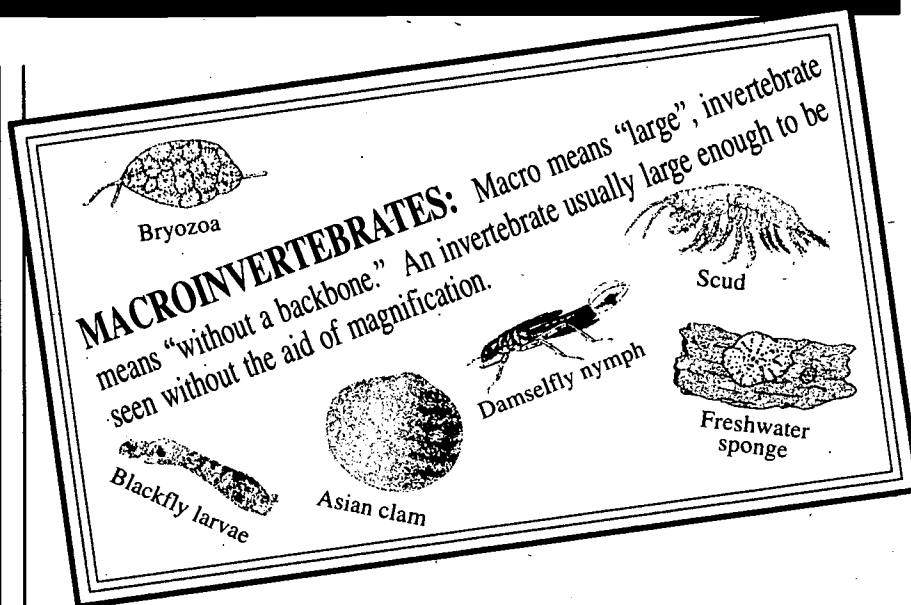 Bryozoa
MACROINVERTEBRATES: Macro means "large", invertebrate
means "without a backbone." An invertebrate usually large enough to be
seen without the aid of magnification.
Scud
Damselfly nymph
Freshwater
sponge
Blackfly larvae
Asian clam